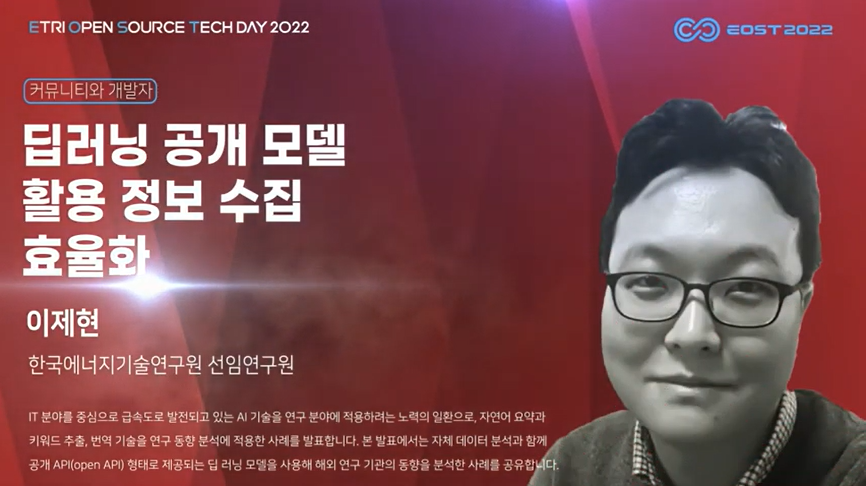 ETRI OPEN SOURCE TECH DAY 2022
EOST2022
커뮤니티와 개발자
딥러닝 공개 모델
활용 정보 수집
효율화
이제현
한국에너지기술연구원 선임연구원
IT 분야를 중심으로 급속도로 발전되고 있는 AI 기술을 연구 분야에 적용하려는 노력의 일환으로, 자연어 요약과
키워드 추출, 번역 기술을 연구 동향 분석에 적용한 사례를 발표합니다. 본 발표에서는 자체 데이터 분석과 함께
공개 API(open API) 형태로 제공되는 딥 러닝 모델을 사용해 해외 연구 기관의 동향을 분석한 사례를 공유합니다.